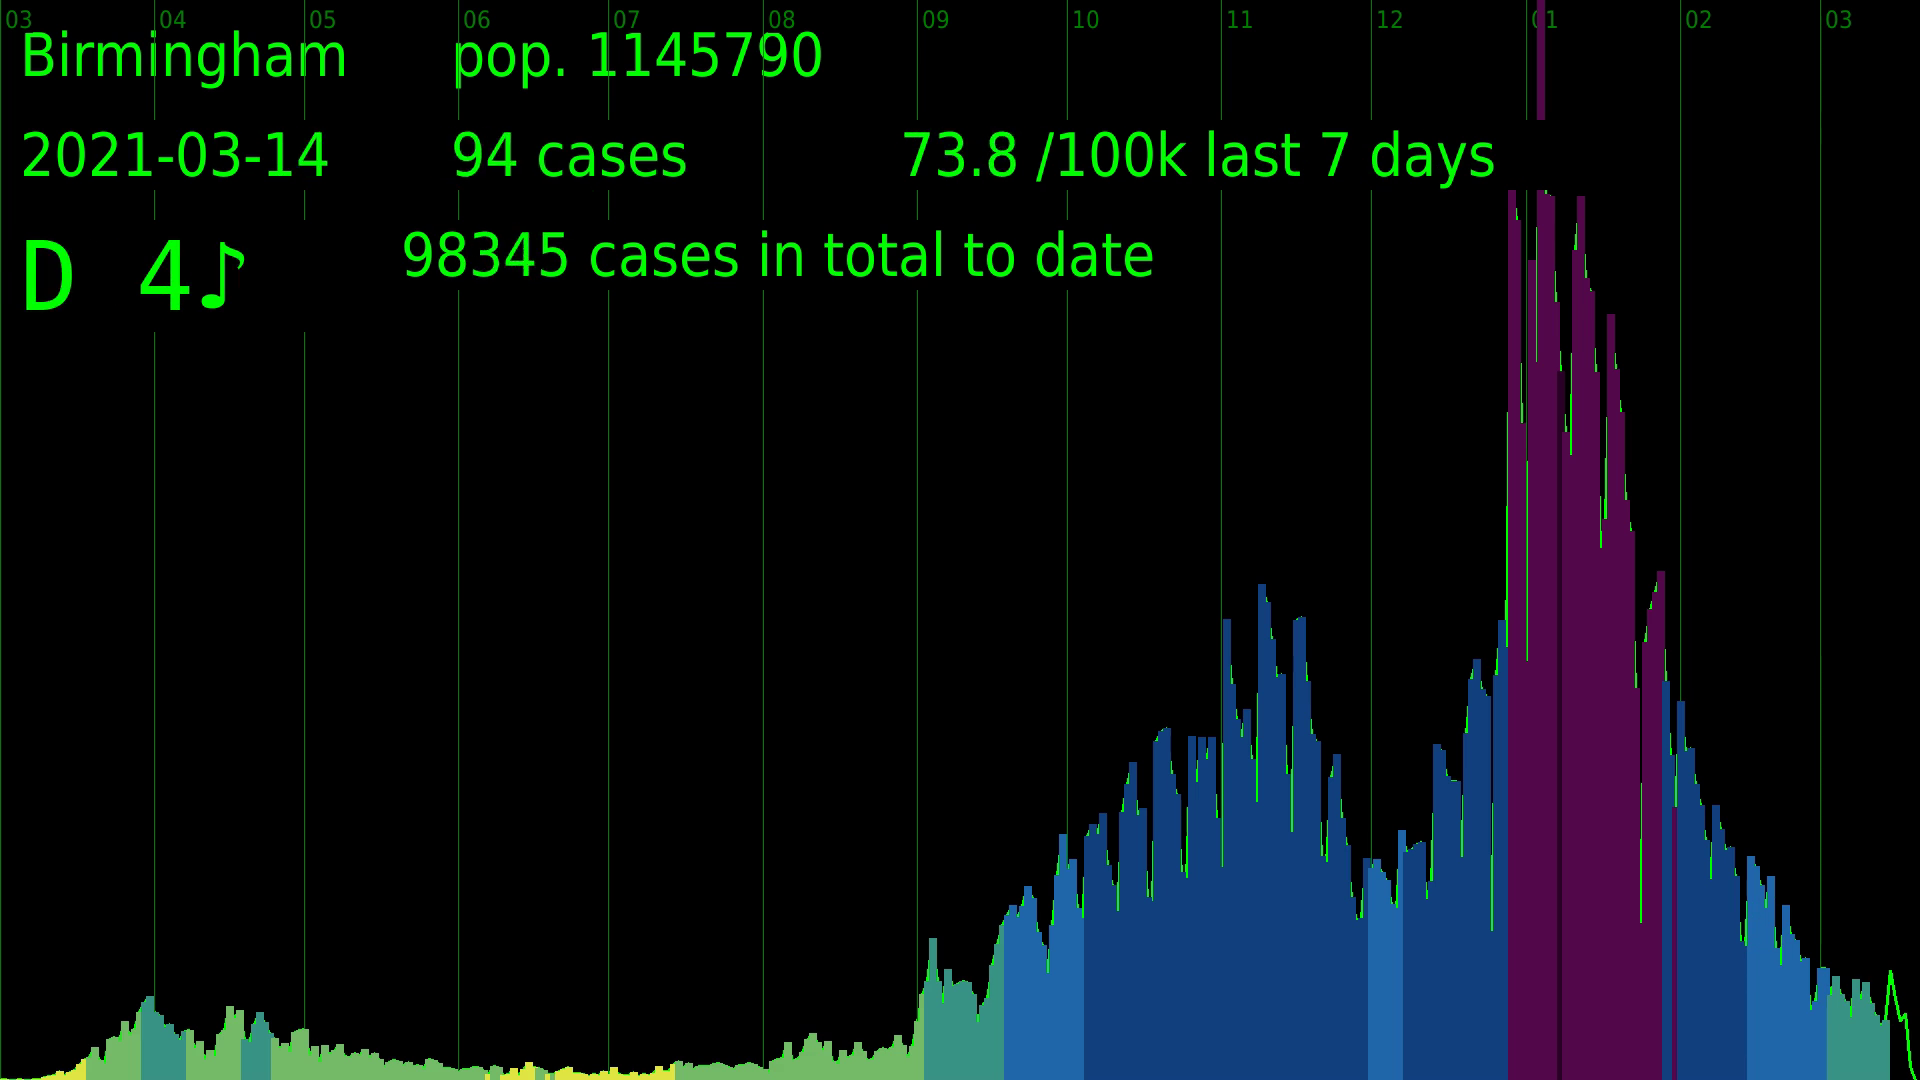 03 04 05 06 07 08 09 10 11 12 01 02 03
Birmingham pop. 1145790
2021-03-14 94 cases 73.8 /100k last 7 days
D 4♪ 98345 cases in total to date